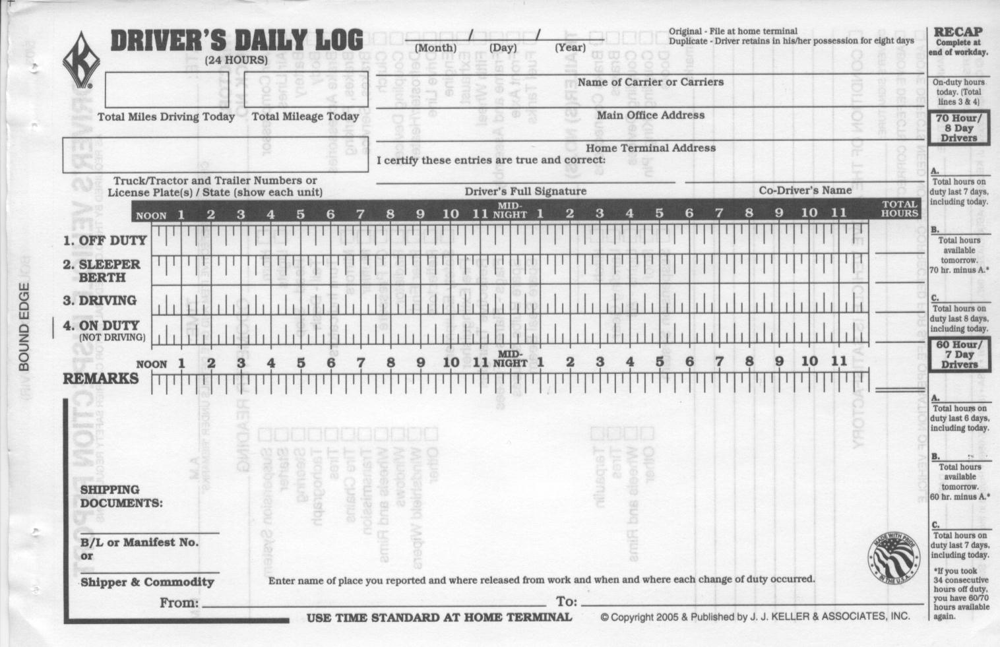 DRIVER'S DAILY LOG
(24 HOURS)
(Month) / (Day) / (Year)
Original - File at home terminal
Duplicate - Driver retains in his/her possession for eight days
K
®
Total Miles Driving Today
Total Mileage Today
Name of Carrier or Carriers
Main Office Address
Home Terminal Address
I certify these entries are true and correct:
Truck/Tractor and Trailer Numbers or
License Plate(s) / State (show each unit)
Driver's Full Signature
Co-Driver's Name
NOON 1 2 3 4 5 6 7 8 9 10 11 MID-NIGHT 1 2 3 4 5 6 7 8 9 10 11 TOTAL HOURS
1. OFF DUTY
2. SLEEPER
BERTH
3. DRIVING
4. ON DUTY
(NOT DRIVING)
NOON 1 2 3 4 5 6 7 8 9 10 11 MID-NIGHT 1 2 3 4 5 6 7 8 9 10 11
REMARKS
BOUND EDGE
SHIPPING
DOCUMENTS:
B/L or Manifest No.
or
Shipper & Commodity
Enter name of place you reported and where released from work and when and where each change of duty occurred.
From:
To:
USE TIME STANDARD AT HOME TERMINAL
© Copyright 2005 & Published by J. J. KELLER & ASSOCIATES, INC.
MADE WITH PRIDE
IN THE U.S.A.
RECAP
Complete at
end of workday.
On-duty hours
today. (Total
lines 3 & 4)
70 Hour/
8 Day
Drivers
A.
Total hours on
duty last 7 days,
including today.
B.
Total hours
available
tomorrow.
70 hr. minus A.*
C.
Total hours on
duty last 8 days,
including today.
60 Hour/
7 Day
Drivers
A.
Total hours on
duty last 6 days,
including today.
B.
Total hours
available
tomorrow.
60 hr. minus A.*
C.
Total hours on
duty last 7 days,
including today.
*If you took
34 consecutive
hours off duty,
you have 60/70
hours available
again.